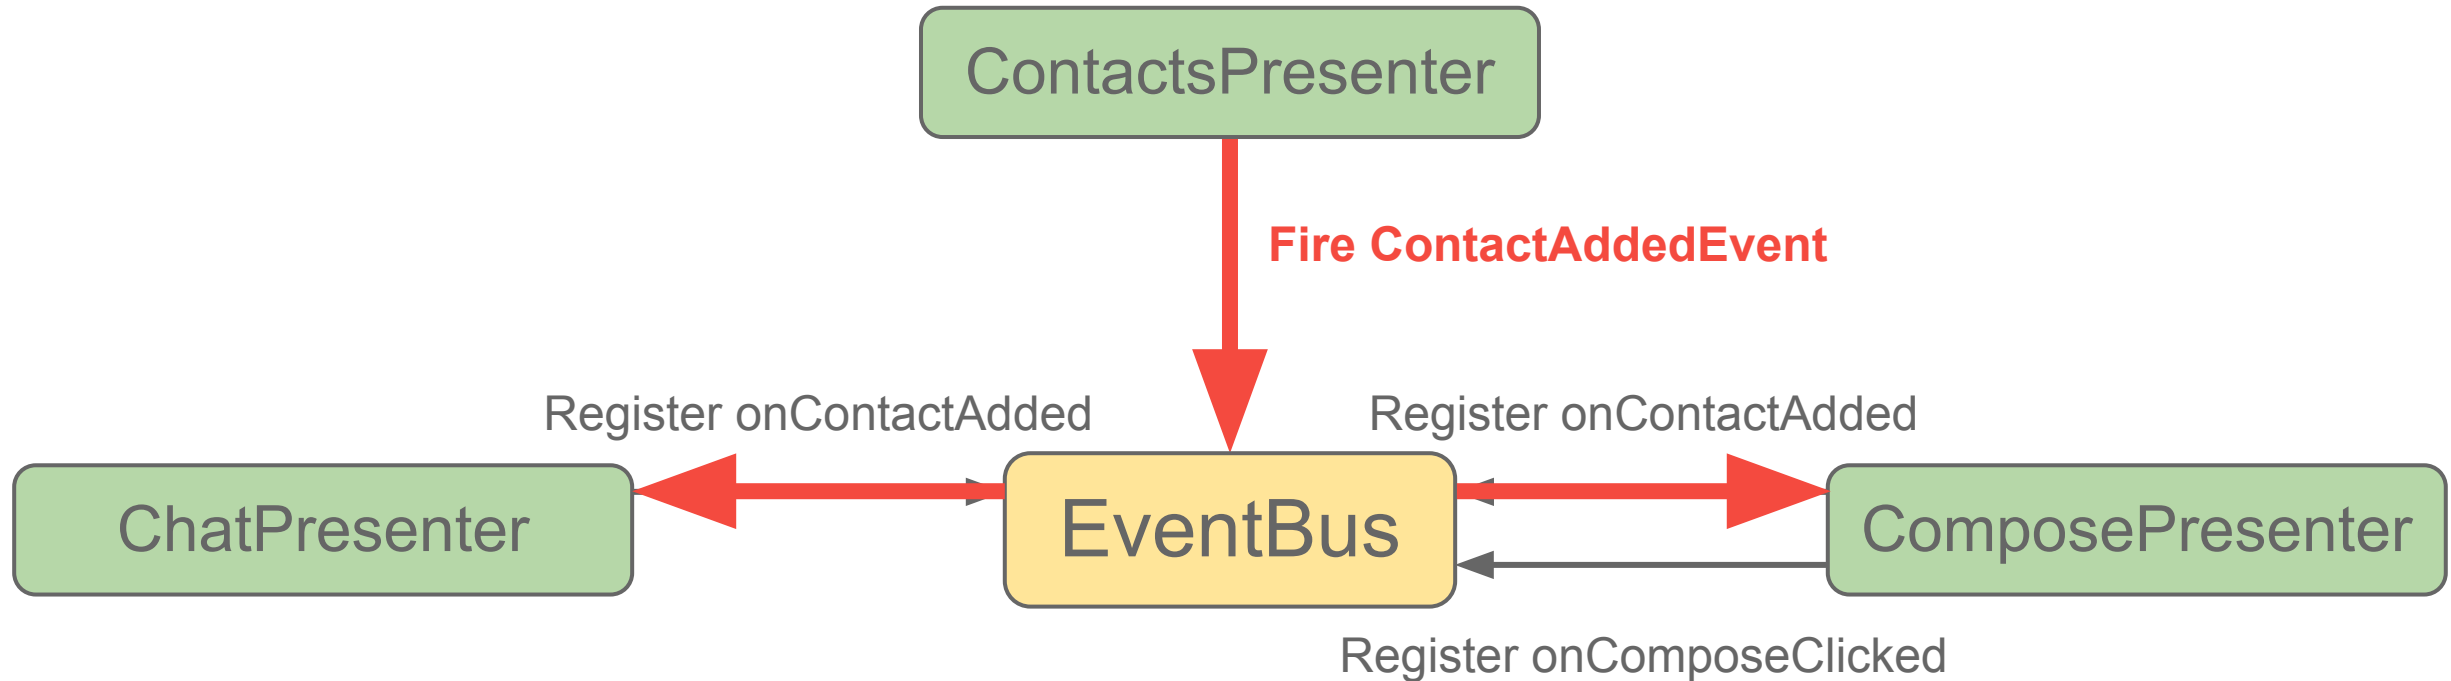 ContactsPresenter
Fire ContactAddedEvent
Register onContactAdded
Register onContactAdded
ChatPresenter
EventBus
ComposePresenter
Register onComposeClicked